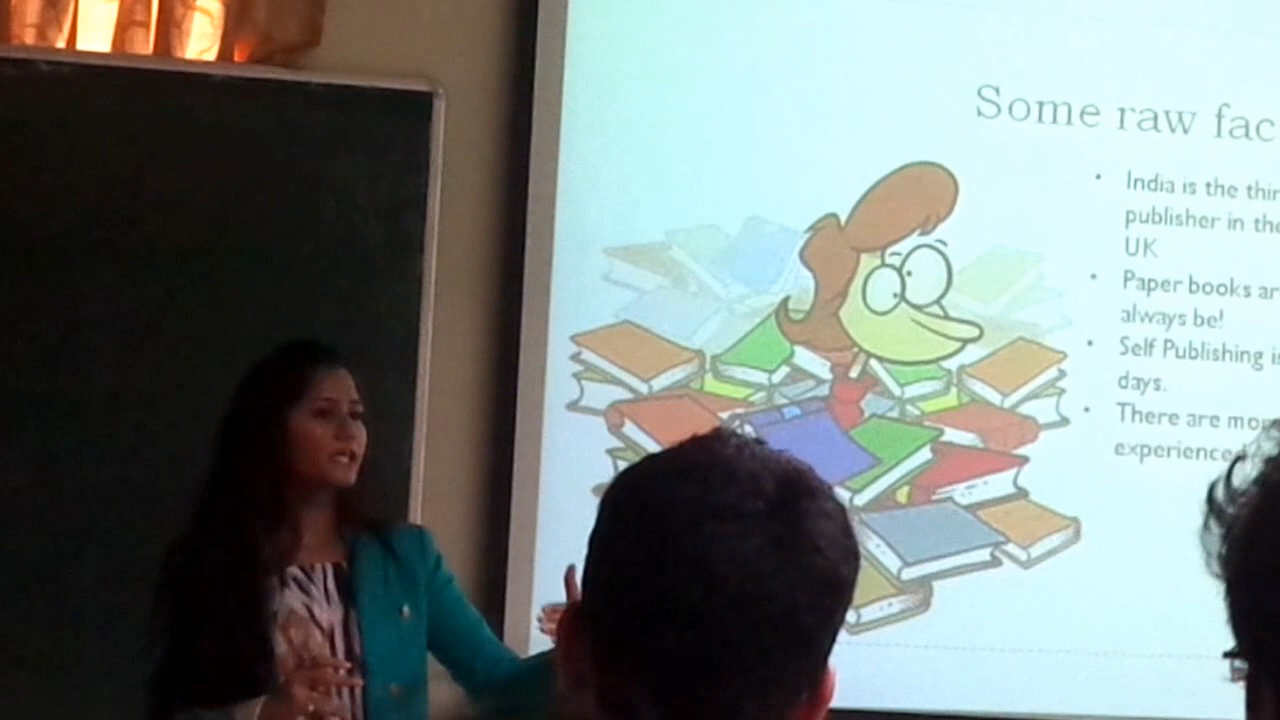 Some raw fac
• India is the thir
publisher in the
UK
• Paper books ar
always be!
• Self Publishing is
days.
• There are mor
experience